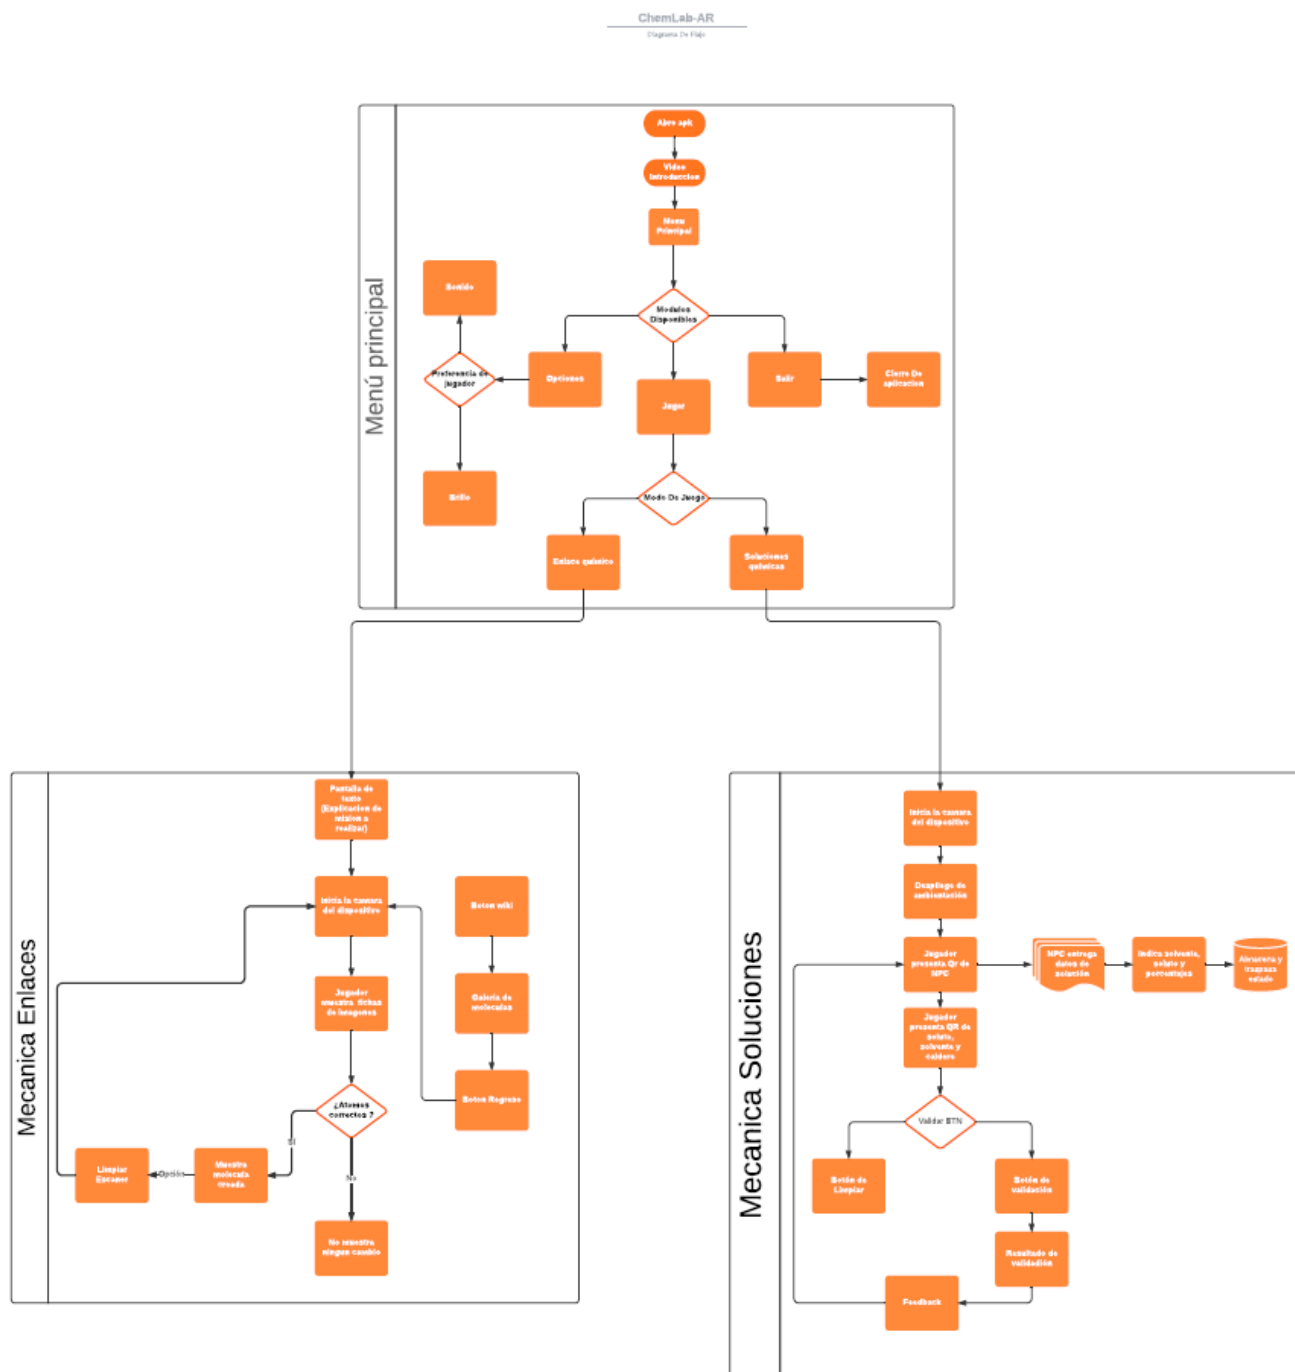 ChemLab-AR
Diagrama De Flujo
Menú principal
Abre apk
Video
Introduccion
Menu
Principal
Modulos
Disponibles
Sonido
Preferencia de
jugador
Opciones
Jugar
Salir
Cierre De
aplicacion
Brillo
Modo De Juego
Enlace quimico
Soluciones
quimicas
Mecanica Enlaces
Pantalla de
texto
(Explicacion de
mision a
realizar)
Inicia la camara
del dispositivo
Boton wiki
Jugador
muestra fichas
de imagenes
Galeria de
moleculas
Boton Regreso
¿Atomos
correctos ?
Si
No
Muestra
molecula
creada
Opción
Limpiar
Escaner
No muestra
ningun cambio
Mecanica Soluciones
Inicia la camara
del dispositivo
Despliege de
ambientación
Jugador
presenta Qr de
NPC
NPC entrega
datos de
solución
Indica solvente,
soluto y
porcentajes
Almacena y
traspasa
estado
Jugador
presenta QR de
soluto,
solvente y
caldero
Validar BTN
Botón de
Limpiar
Botón de
validación
Resultado de
validadión
Feedback